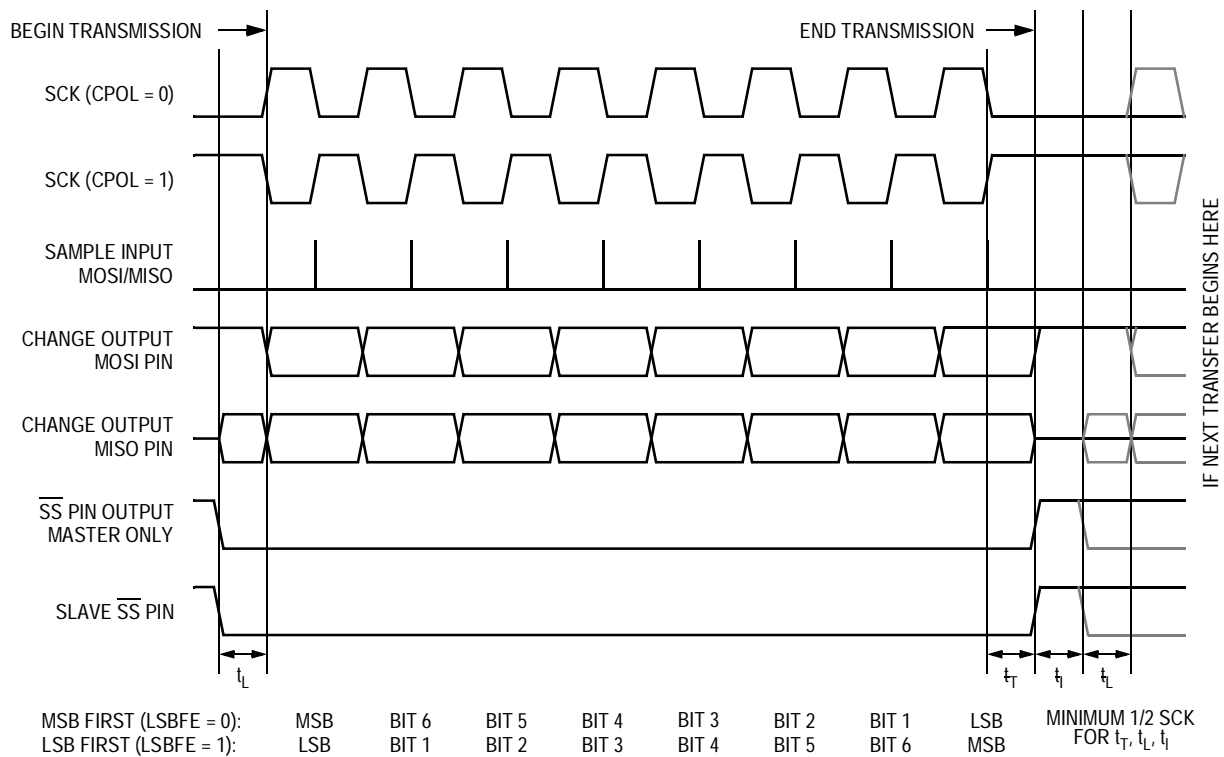 BEGIN TRANSMISSION
END TRANSMISSION
SCK (CPOL = 0)
SCK (CPOL = 1)
SAMPLE INPUT
MOSI/MISO
CHANGE OUTPUT
MOSI PIN
CHANGE OUTPUT
MISO PIN
SS PIN OUTPUT
MASTER ONLY
SLAVE SS PIN
IF NEXT TRANSFER BEGINS HERE
tL
tT
tI
tL
MSB FIRST (LSBFE = 0): MSB BIT 6 BIT 5 BIT 4 BIT 3 BIT 2 BIT 1 LSB
LSB FIRST (LSBFE = 1): LSB BIT 1 BIT 2 BIT 3 BIT 4 BIT 5 BIT 6 MSB
MINIMUM 1/2 SCK
FOR tT, tL, tI